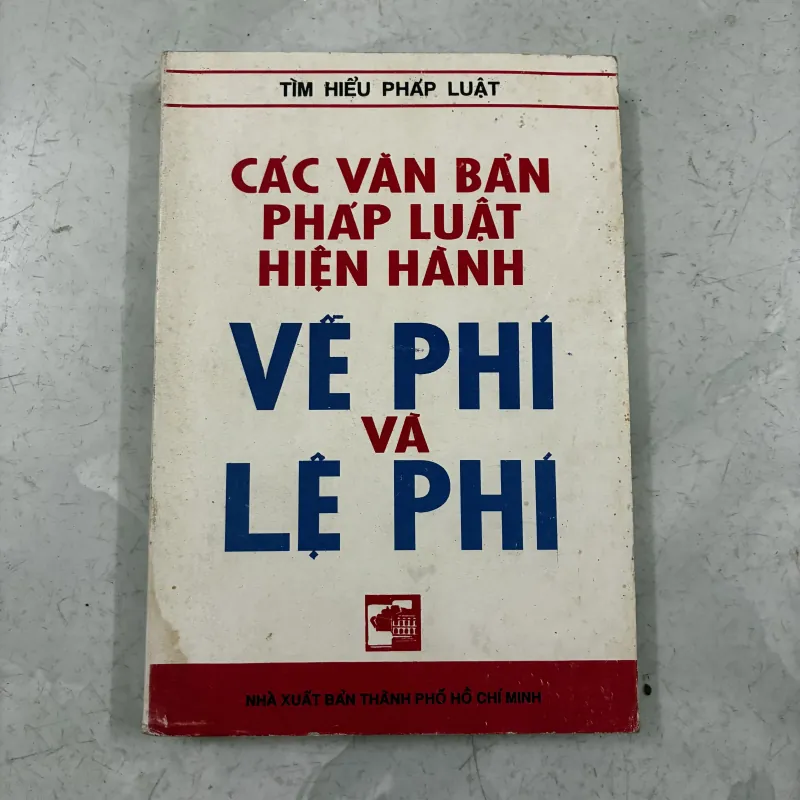 TÌM HIỂU PHÁP LUẬT
CÁC VĂN BẢN
PHÁP LUẬT
HIỆN HÀNH
VỀ PHÍ
VÀ
LỆ PHÍ
NHÀ XUẤT BẢN THÀNH PHỐ HỒ CHÍ MINH